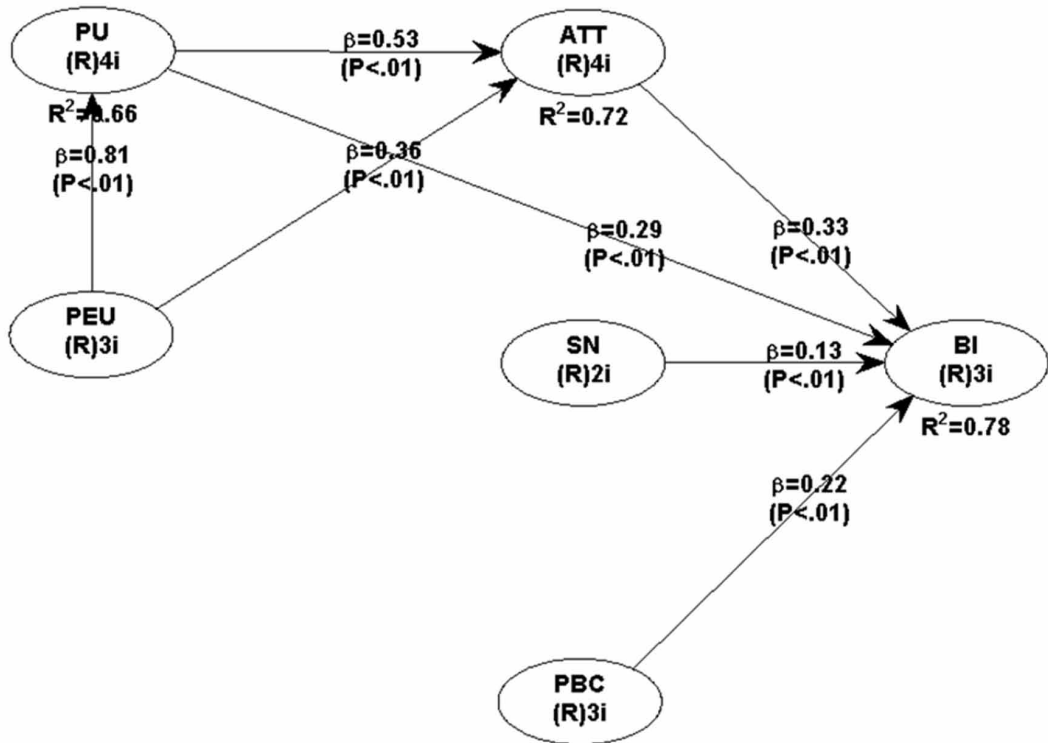 PU
(R)4i
R²=0.66
β=0.53
(P<.01)
ATT
(R)4i
R²=0.72
β=0.81
(P<.01)
β=0.36
(P<.01)
β=0.29
(P<.01)
β=0.33
(P<.01)
PEU
(R)3i
SN
(R)2i
β=0.13
(P<.01)
BI
(R)3i
R²=0.78
β=0.22
(P<.01)
PBC
(R)3i